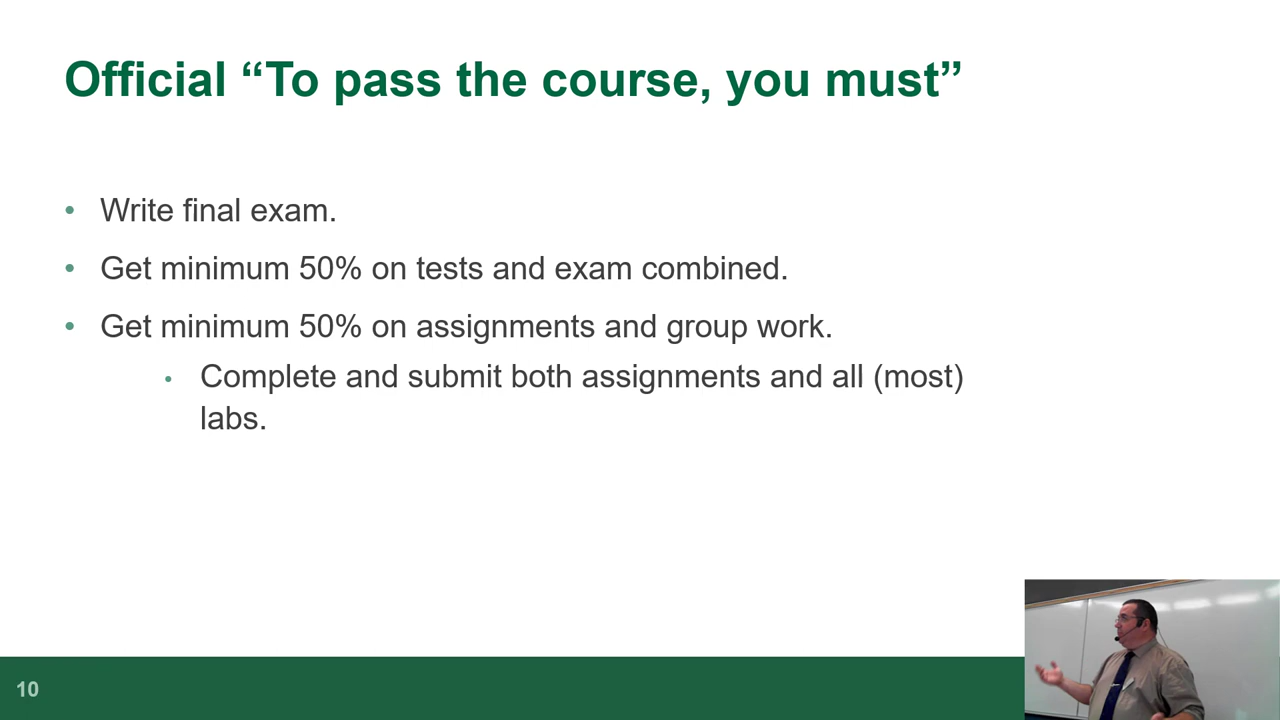 Official “To pass the course, you must”
• Write final exam.
• Get minimum 50% on tests and exam combined.
• Get minimum 50% on assignments and group work.
• Complete and submit both assignments and all (most)
labs.
10